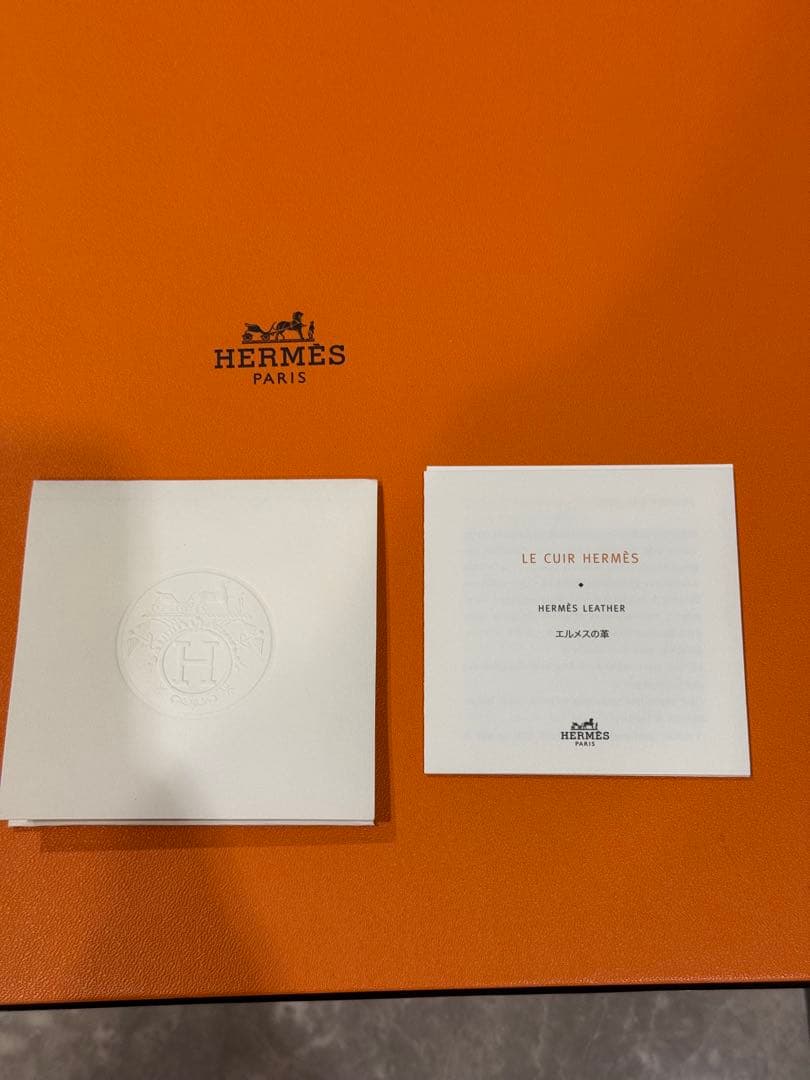 HERMÈS
PARIS
H
LE CUIR HERMÈS
HERMÈS LEATHER
エルメスの革
HERMÈS
PARIS